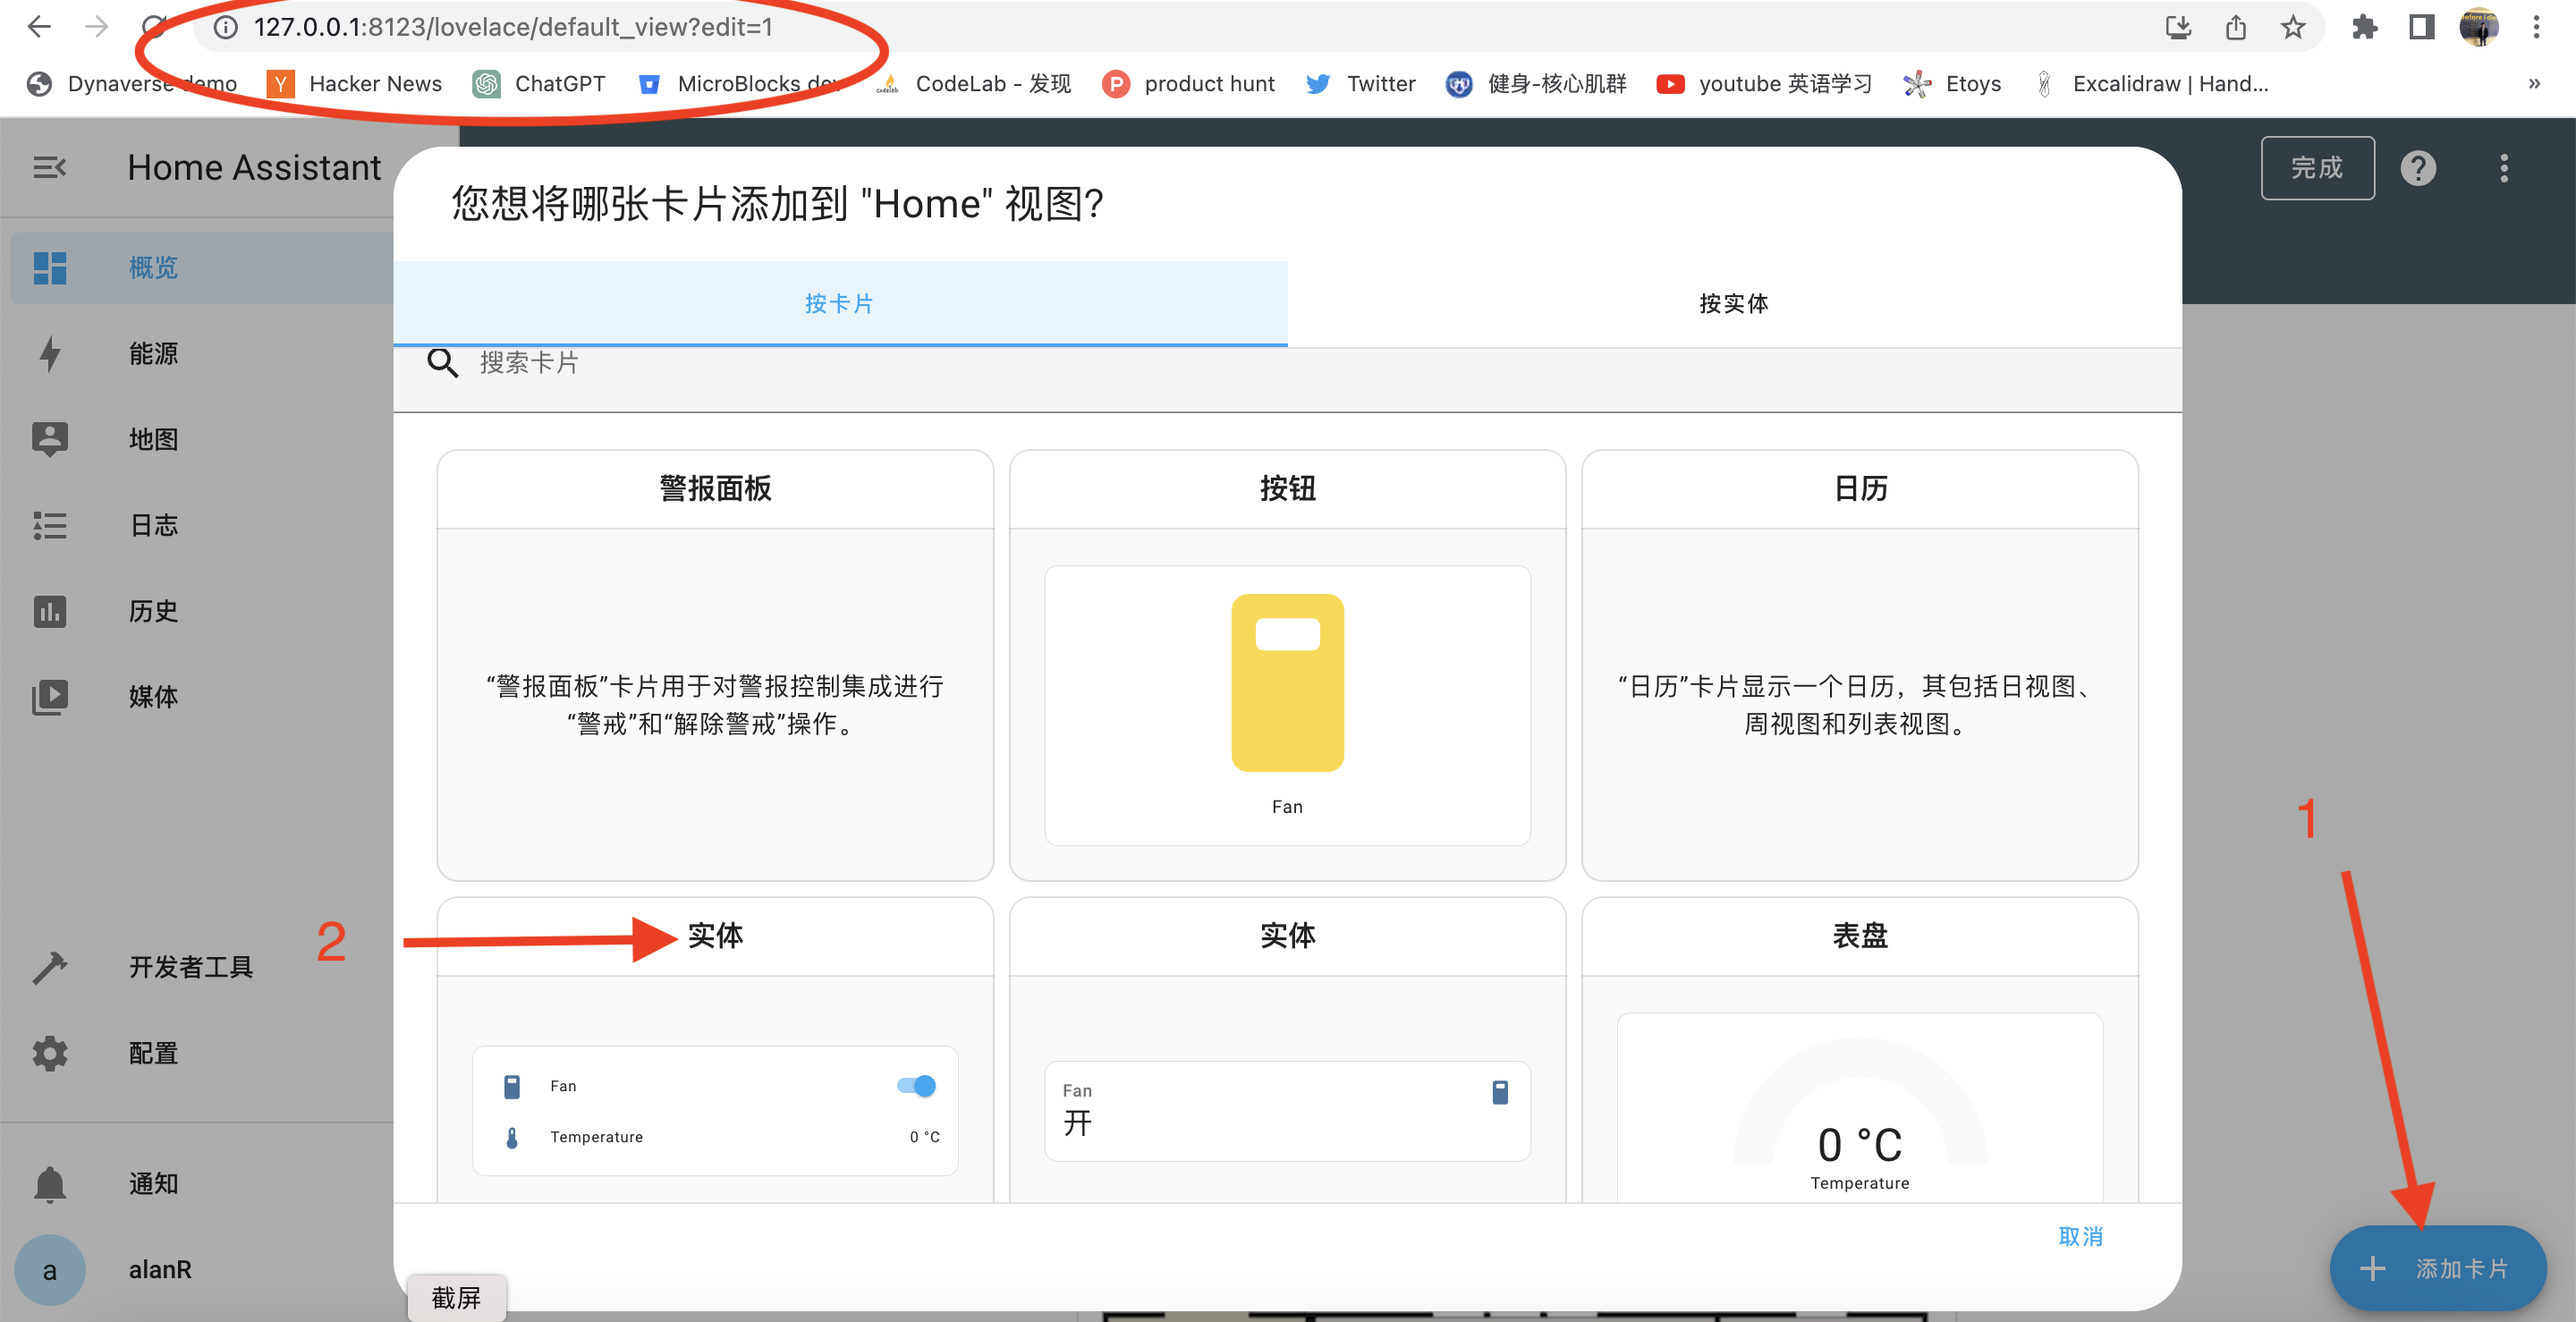 127.0.0.1:8123/lovelace/default_view?edit=1
Dynaverse demo
Hacker News
ChatGPT
MicroBlocks dev
CodeLab - 发现
product hunt
Twitter
健身-核心肌群
youtube 英语学习
Etoys
Excalidraw | Hand...
»
Home Assistant
完成
您想将哪张卡片添加到 "Home" 视图?
概览
按卡片
按实体
搜索卡片
能源
地图
日志
历史
媒体
警报面板
“警报面板”卡片用于对警报控制集成进行
“警戒”和“解除警戒”操作。
按钮
Fan
日历
“日历”卡片显示一个日历，其包括日视图、
周视图和列表视图。
1
2
实体
Fan
Temperature
0 °C
实体
Fan
开
表盘
0 °C
Temperature
开发者工具
配置
通知
a
alanR
取消
添加卡片
截屏